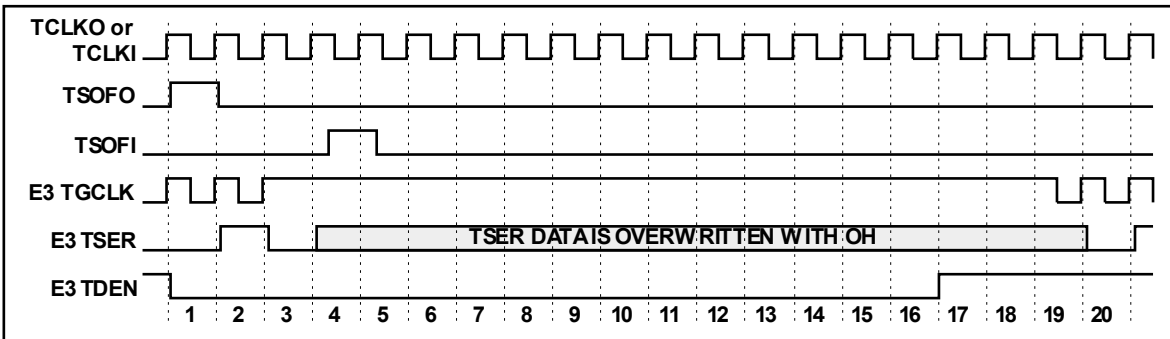 TCLKO or
TCLKI
TSOFO
TSOFI
E3 TGCLK
E3 TSER TSER DATA IS OVERWRITTEN WITH OH
E3 TDEN
1 2 3 4 5 6 7 8 9 10 11 12 13 14 15 16 17 18 19 20